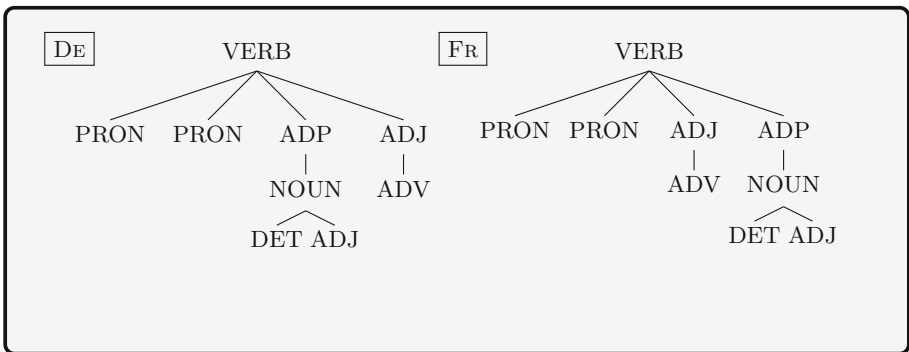 DE VERB FR VERB
PRON PRON ADP ADJ PRON PRON ADJ ADP
NOUN ADV ADV NOUN
DET ADJ DET ADJ